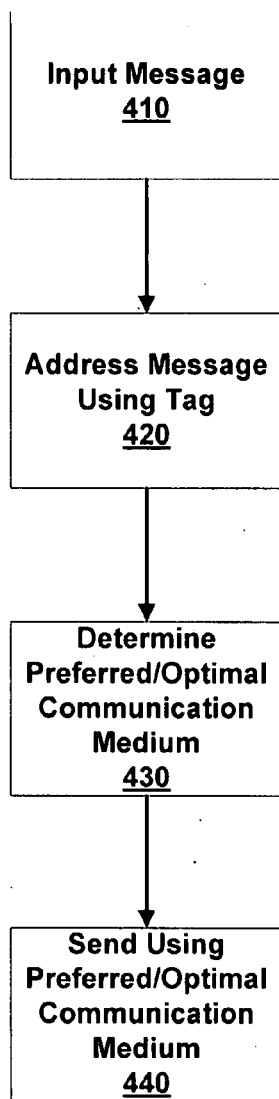 Input Message
410
Address Message
Using Tag
420
Determine
Preferred/Optimal
Communication
Medium
430
Send Using
Preferred/Optimal
Communication
Medium
440